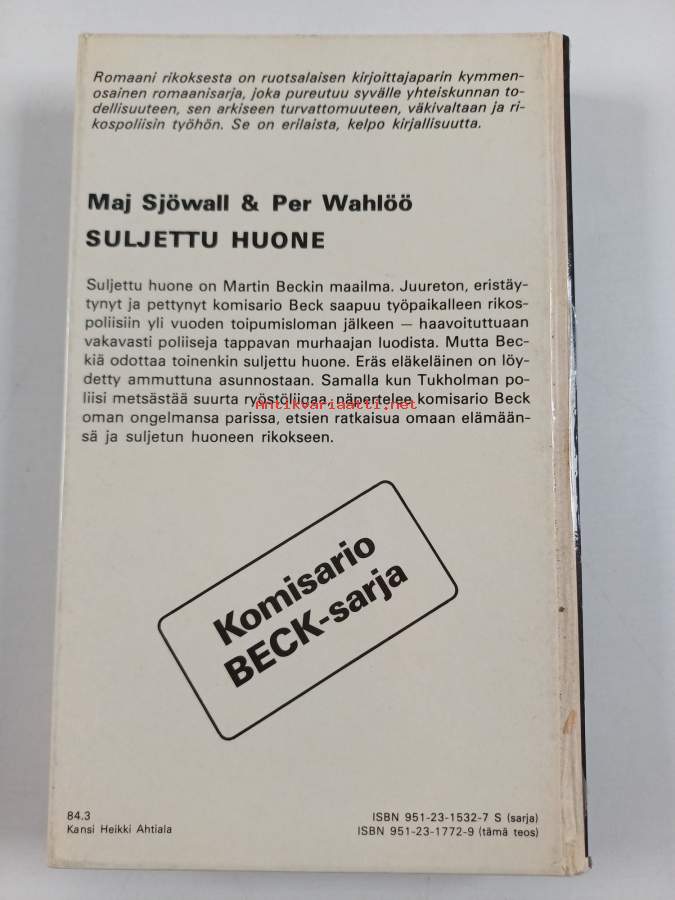 Romaani rikoksesta on ruotsalaisen kirjoittajaparin kymmen-
osainen romaanisarja, joka pureutuu syvälle yhteiskunnan to-
dellisuuteen, sen arkiseen turvattomuuteen, väkivaltaan ja ri-
kospoliisin työhön. Se on erilaista, kelpo kirjallisuutta.
Maj Sjöwall & Per Wahlöö
SULJETTU HUONE
Suljettu huone on Martin Beckin maailma. Juureton, eristäy-
tynyt ja pettynyt komisario Beck saapuu työpaikalleen rikos-
poliisiin yli vuoden toipumisloman jälkeen — haavoituttuaan
vakavasti poliiseja tappavan murhaajan luodista. Mutta Bec-
kiä odottaa toinenkin suljettu huone. Eräs eläkeläinen on löy-
detty ammuttuna asunnostaan. Samalla kun Tukholman po-
liisi metsästää suurta ryöstöliigaa, näpertelee komisario Beck
Antikvariaatti.net
oman ongelmansa parissa, etsien ratkaisua omaan elämään-
sä ja suljetun huoneen rikokseen.
Komisario
BECK-sarja
84.3
Kansi Heikki Ahtiala
ISBN 951-23-1532-7 S (sarja)
ISBN 951-23-1772-9 (tämä teos)